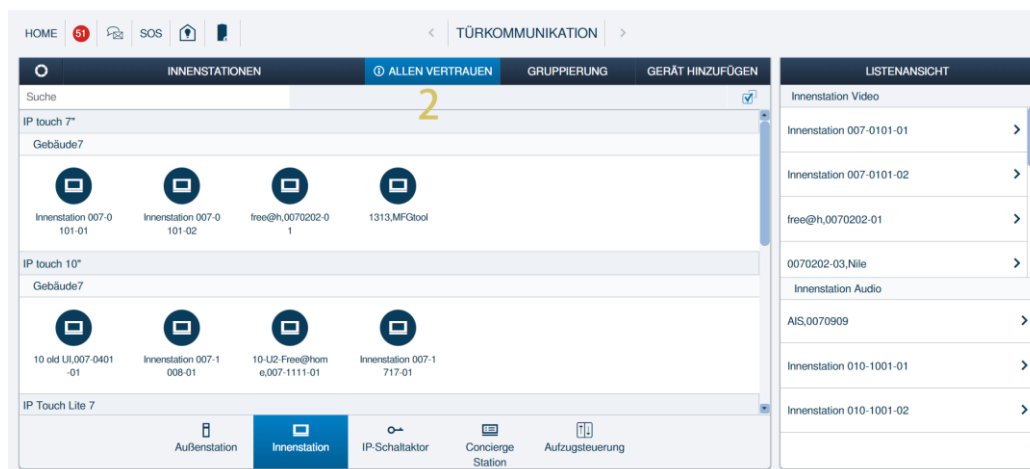 HOME 51 SOS < TÜRKOMMUNIKATION >
INNENSTATIONEN ALLEN VERTRAUEN GRUPPIERUNG GERÄT HINZUFÜGEN
Suche
2
IP touch 7"
Gebäude7
Innenstation 007-0
101-01
Innenstation 007-0
101-02
free@h,0070202-0
1
1313,MFGtool
IP touch 10"
Gebäude7
10 old UI,007-0401
-01
Innenstation 007-1
008-01
10-U2-Free@hom
e,007-1111-01
Innenstation 007-1
717-01
IP Touch Lite 7
Außenstation
Innenstation
IP-Schaltaktor
Concierge
Station
Aufzugsteuerung
LISTENANSICHT
Innenstation Video
Innenstation 007-0101-01
Innenstation 007-0101-02
free@h,0070202-01
0070202-03,Nile
Innenstation Audio
AIS,0070909
Innenstation 010-1001-01
Innenstation 010-1001-02